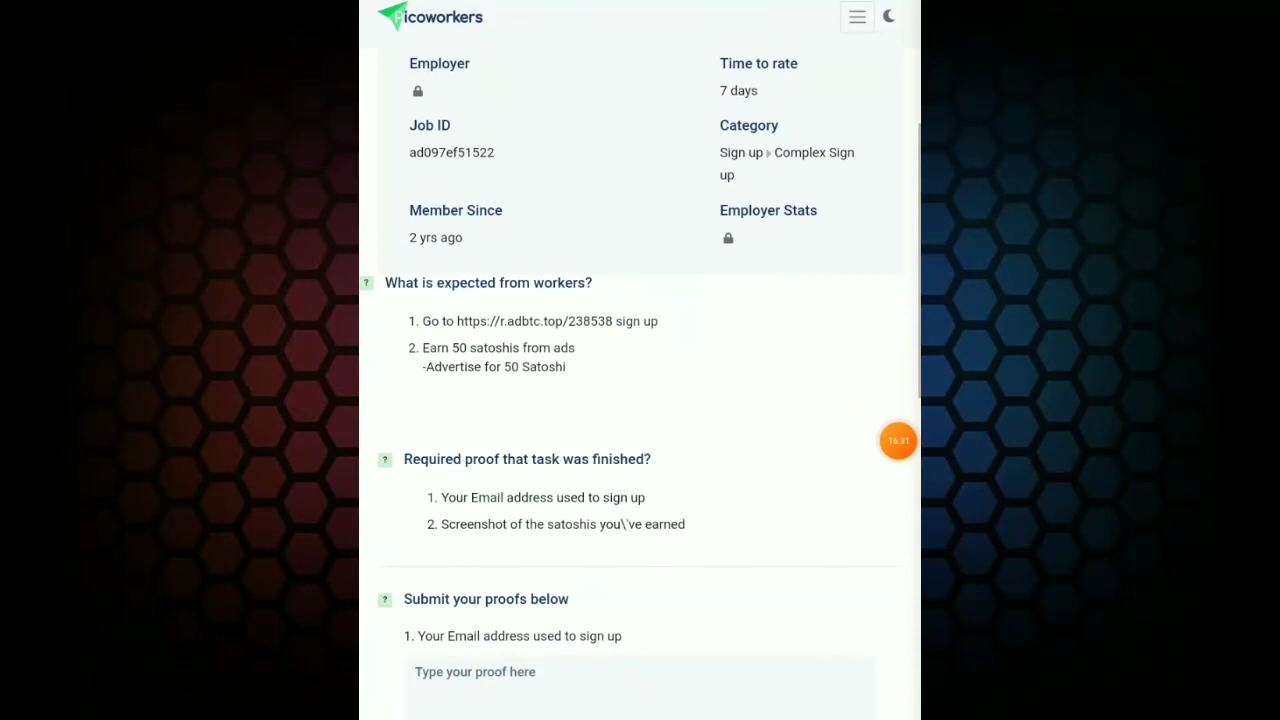 Picoworkers
Employer
Time to rate
7 days
Job ID
Category
ad097ef51522
Sign up Complex Sign
up
Member Since
Employer Stats
2 yrs ago
? What is expected from workers?
1. Go to https://r.adbtc.top/238538 sign up
2. Earn 50 satoshis from ads
-Advertise for 50 Satoshi
16:31
? Required proof that task was finished?
1. Your Email address used to sign up
2. Screenshot of the satoshis you\'ve earned
? Submit your proofs below
1. Your Email address used to sign up
Type your proof here